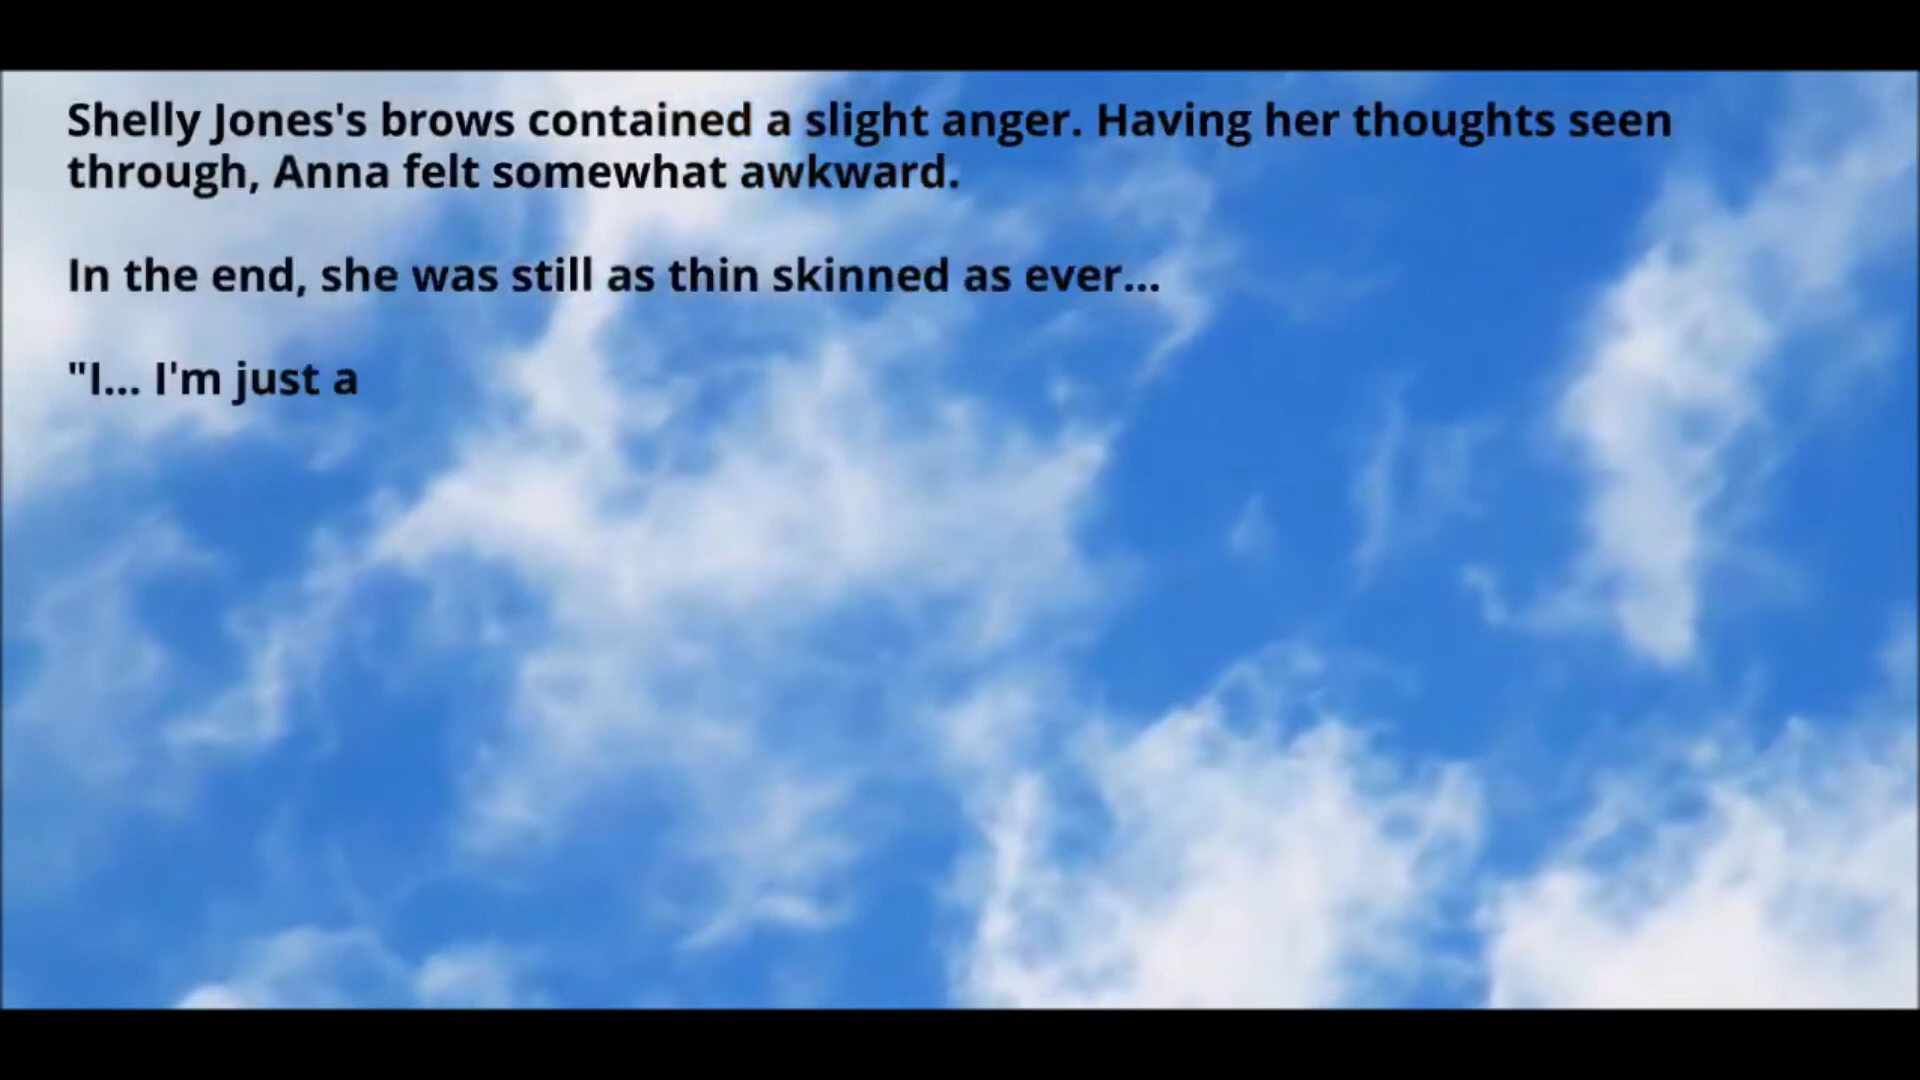 Shelly Jones's brows contained a slight anger. Having her thoughts seen
through, Anna felt somewhat awkward.
In the end, she was still as thin skinned as ever...
"I... I'm just a